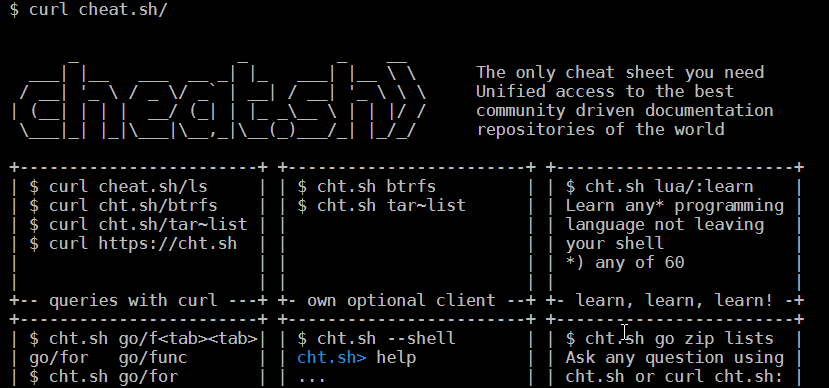 $ curl cheat.sh/
cheat.sh
The only cheat sheet you need
Unified access to the best
community driven documentation
repositories of the world
$ curl cheat.sh/ls
$ curl cht.sh/btrfs
$ curl cht.sh/tar~list
$ curl https://cht.sh
-- queries with curl ---
$ cht.sh btrfs
$ cht.sh tar~list
- own optional client --
$ cht.sh lua/:learn
Learn any* programming
language not leaving
your shell
*) any of 60
- learn, learn, learn! -
$ cht.sh go/f<tab><tab>
go/for   go/func
$ cht.sh go/for
$ cht.sh --shell
cht.sh> help
...
$ cht.sh go zip lists
Ask any question using
cht.sh or curl cht.sh: